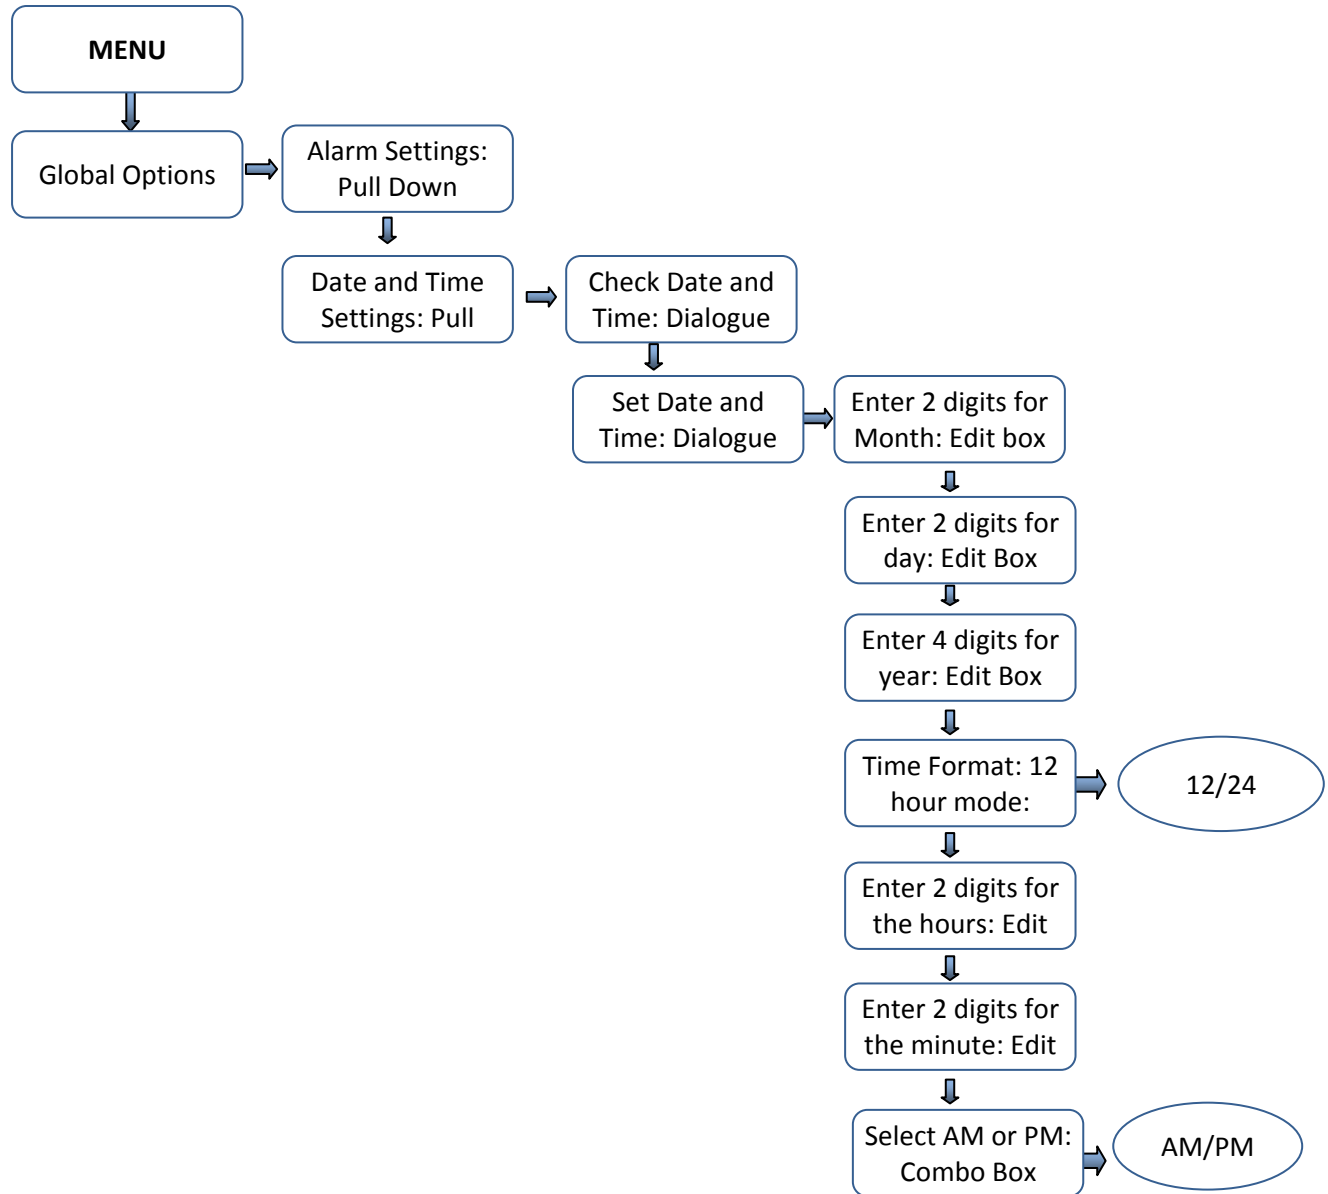 MENU
Global Options
Alarm Settings:
Pull Down
Date and Time
Settings: Pull
Check Date and
Time: Dialogue
Set Date and
Time: Dialogue
Enter 2 digits for
Month: Edit box
Enter 2 digits for
day: Edit Box
Enter 4 digits for
year: Edit Box
Time Format: 12
hour mode:
12/24
Enter 2 digits for
the hours: Edit
Enter 2 digits for
the minute: Edit
Select AM or PM:
Combo Box
AM/PM